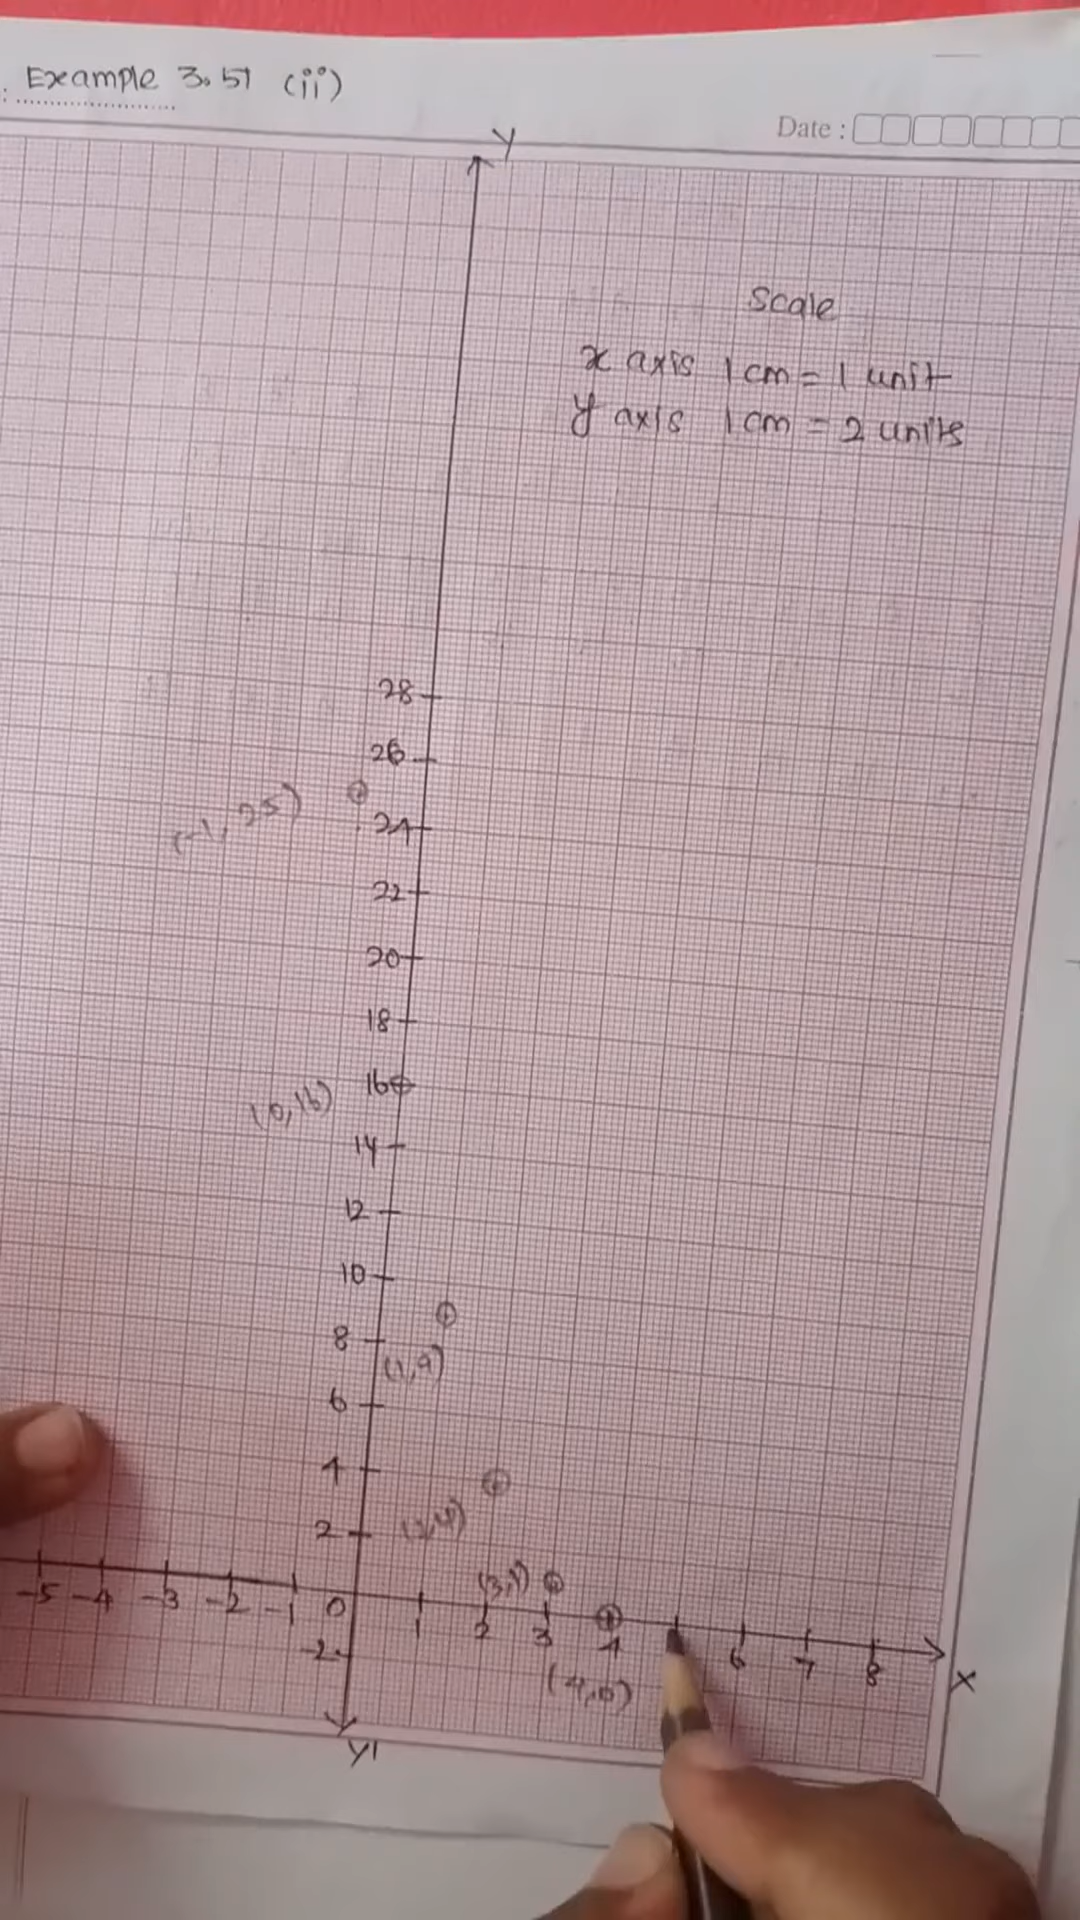 Example 3.51 (ii)
Date :
Y
Scale
x axis 1 cm = 1 unit
y axis 1 cm = 2 units
28
26
(-1, 25)
24
22
20
18
16
(0,16)
14
12
10
8
(1,9)
6
4
2
(2,4)
(3,1)
-5 -4 -3 -2 -1 0 1 2 3 4 6 7 8
-2
(4,0)
X
Y1